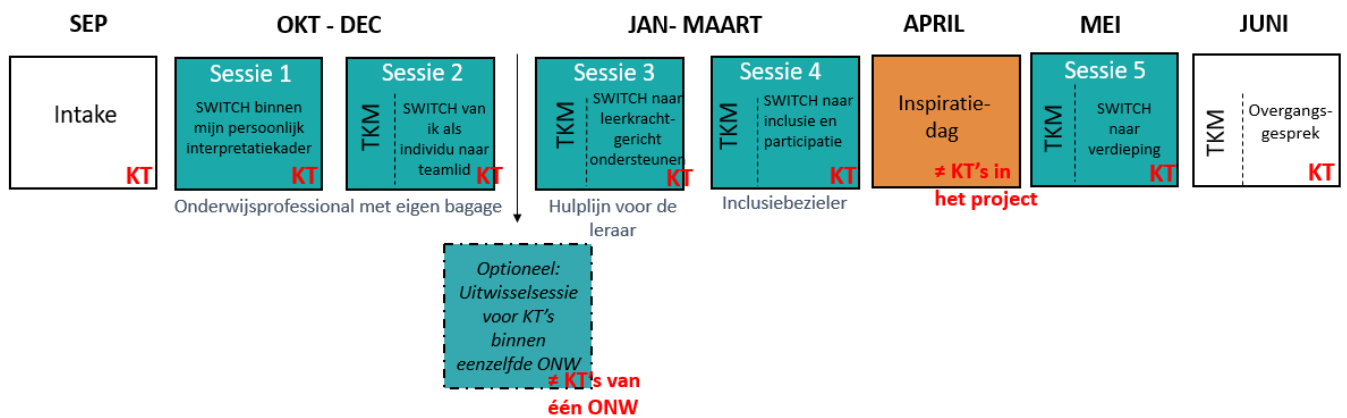 SEP
OKT - DEC
JAN- MAART
APRIL
MEI
JUNI
Intake
KT
Sessie 1
SWITCH binnen
mijn persoonlijk
interpretatiekader
KT
Sessie 2
TKM
SWITCH van
ik als
individu naar
teamlid
KT
Sessie 3
TKM
SWITCH naar
leerkracht-
gericht
ondersteunen
KT
Sessie 4
TKM
SWITCH naar
inclusie en
participatie
KT
Inspiratie-
dag
≠ KT's in
het project
Sessie 5
TKM
SWITCH
naar
verdieping
KT
TKM
Overgangs-
gesprek
KT
Onderwijsprofessional met eigen bagage
Hulplijn voor de
leraar
Inclusiebezieler
Optioneel:
Uitwisselsessie
voor KT's
binnen
eenzelfde ONW
≠ KT's van
één ONW